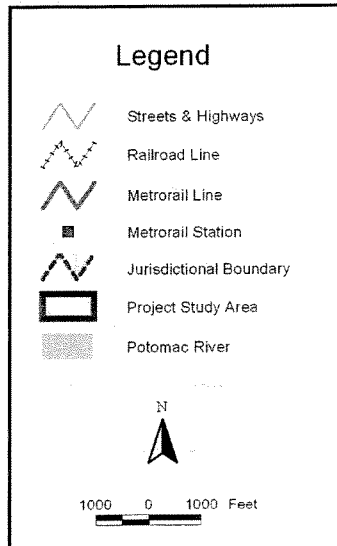 Legend
Streets & Highways
Railroad Line
Metrorail Line
Metrorail Station
Jurisdictional Boundary
Project Study Area
Potomac River
N
1000 0 1000 Feet